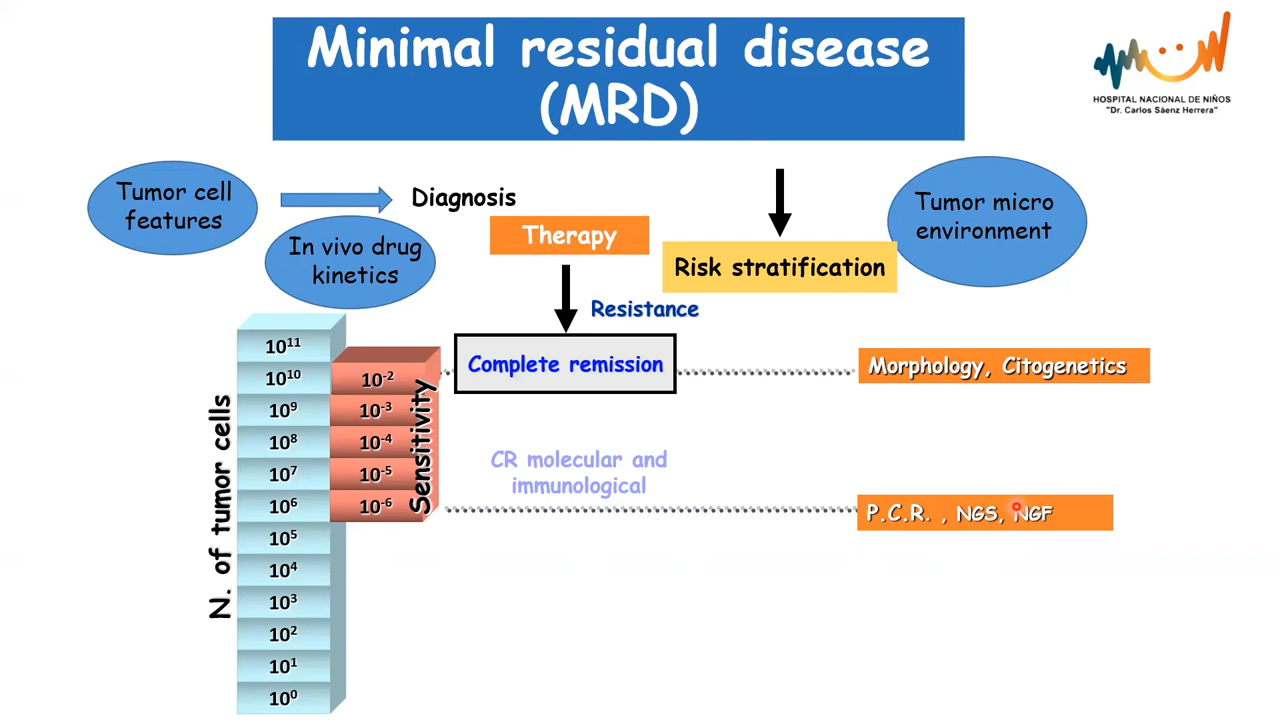 Minimal residual disease
(MRD)
HOSPITAL NACIONAL DE NIÑOS
"Dr. Carlos Sáenz Herrera"
Tumor cell
features
Diagnosis
In vivo drug
kinetics
Therapy
Risk stratification
Tumor micro
environment
Resistance
Complete remission
Morphology, Citogenetics
CR molecular and
immunological
P.C.R. , NGS, NGF
N. of tumor cells
10¹¹
10¹⁰
10⁹
10⁸
10⁷
10⁶
10⁵
10⁴
10³
10²
10¹
10⁰
Sensitivity
10⁻²
10⁻³
10⁻⁴
10⁻⁵
10⁻⁶